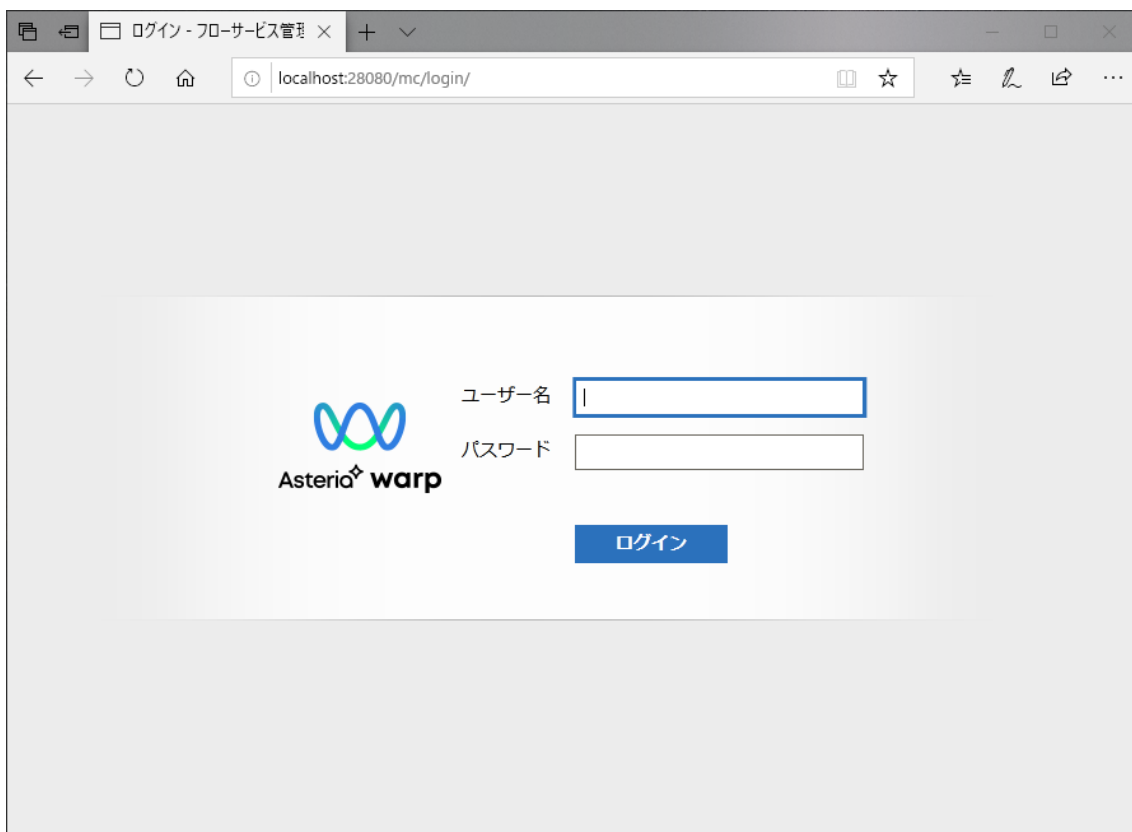 ログイン - フローサービス管理
localhost:28080/mc/login/
ユーザー名
パスワード
Asteria warp
ログイン